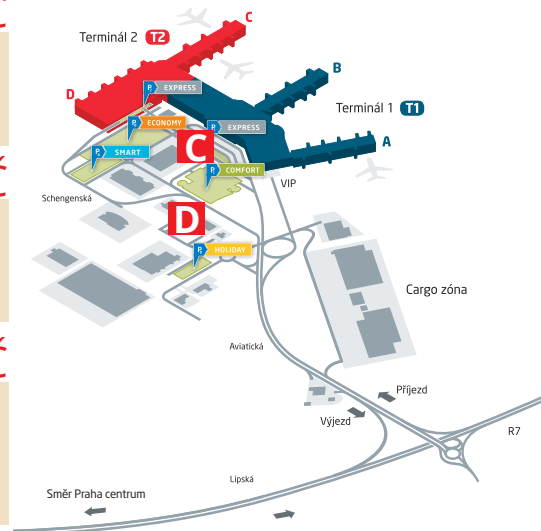 C
Terminál 2 T2
B
D
P EXPRESS
Terminál 1 T1
P ECONOMY
P EXPRESS
A
P SMART
C
P COMFORT
VIP
Schengenská
D
P HOLIDAY
Cargo zóna
Aviatická
Příjezd
Výjezd
R7
Lipská
Směr Praha centrum